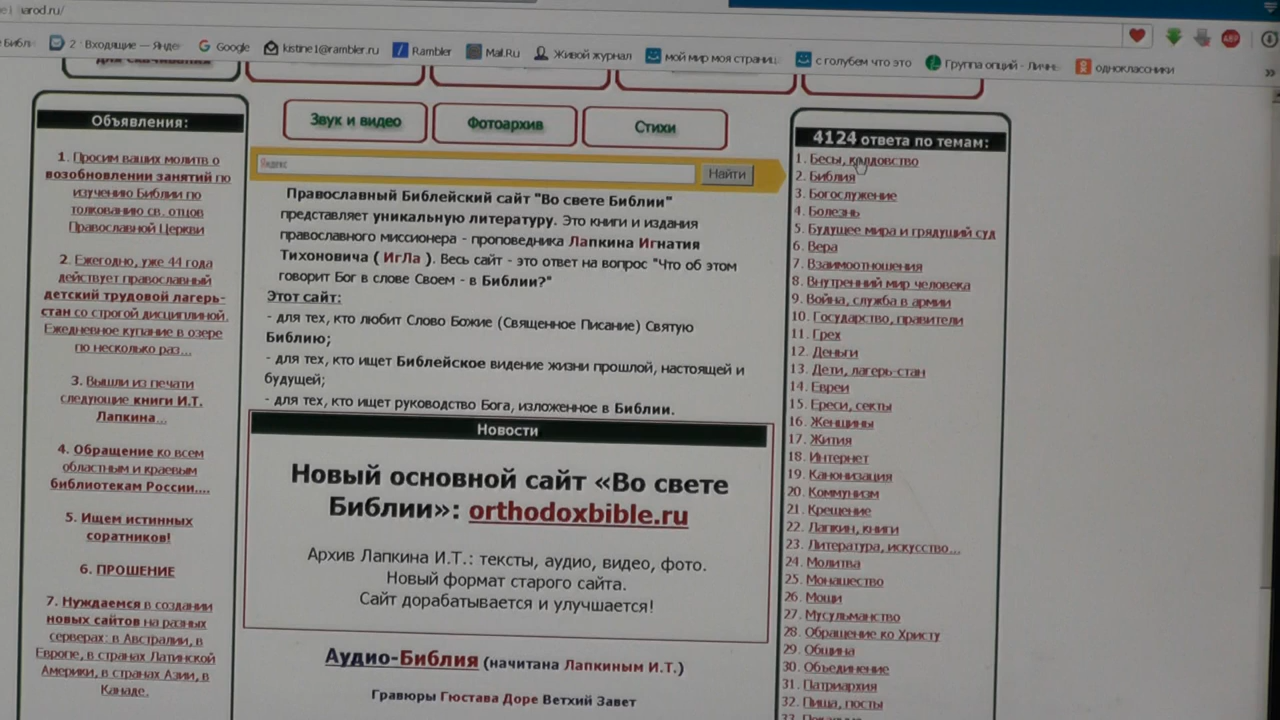 narod.ru/
2 · Входящие — Яндe
Google
kistine1@rambler.ru
Rambler
Mail.Ru
Живой журнал
мой мир моя страниц
с голубем что это
Группа опций - Личн
одноклассники
для скачивания
Звук и видео
Фотоархив
Стихи
Яндекс
Найти
Объявления:
1. Просим ваших молитв о
возобновлении занятий по
изучению Библии по
толкованию св. отцов
Православной Церкви
2. Ежегодно, уже 44 года
действует православный
детский трудовой лагерь-
стан со строгой дисциплиной.
Ежедневное купание в озере
по несколько раз...
3. Вышли из печати
следующие книги И.Т.
Лапкина...
4. Обращение ко всем
областным и краевым
библиотекам России....
5. Ищем истинных
соратников!
6. ПРОШЕНИЕ
7. Нуждаемся в создании
новых сайтов на разных
серверах: в Австралии, в
Европе, в странах Латинской
Америки, в странах Азии, в
Канаде.
Православный Библейский сайт "Во свете Библии"
представляет уникальную литературу. Это книги и издания
православного миссионера - проповедника Лапкина Игнатия
Тихоновича ( ИгЛа ). Весь сайт - это ответ на вопрос "Что об этом
говорит Бог в слове Своем - в Библии?"
Этот сайт:
- для тех, кто любит Слово Божие (Священное Писание) Святую
Библию;
- для тех, кто ищет Библейское видение жизни прошлой, настоящей и
будущей;
- для тех, кто ищет руководство Бога, изложенное в Библии.
Новости
Новый основной сайт «Во свете
Библии»: orthodoxbible.ru
Архив Лапкина И.Т.: тексты, аудио, видео, фото.
Новый формат старого сайта.
Сайт дорабатывается и улучшается!
Аудио-Библия (начитана Лапкиным И.Т.)
Гравюры Гюстава Доре Ветхий Завет
4124 ответа по темам:
1. Бесы, колдовство
2. Библия
3. Богослужение
4. Болезнь
5. Будущее мира и грядущий суд
6. Вера
7. Взаимоотношения
8. Внутренний мир человека
9. Война, служба в армии
10. Государство, правители
11. Грех
12. Деньги
13. Дети, лагерь-стан
14. Евреи
15. Ереси, секты
16. Женщины
17. Жития
18. Интернет
19. Канонизация
20. Коммунизм
21. Крещение
22. Лапкин, книги
23. Литература, искусство...
24. Молитва
25. Монашество
26. Мощи
27. Мусульманство
28. Обращение ко Христу
29. Община
30. Объединение
31. Патриархия
32. Пища, посты